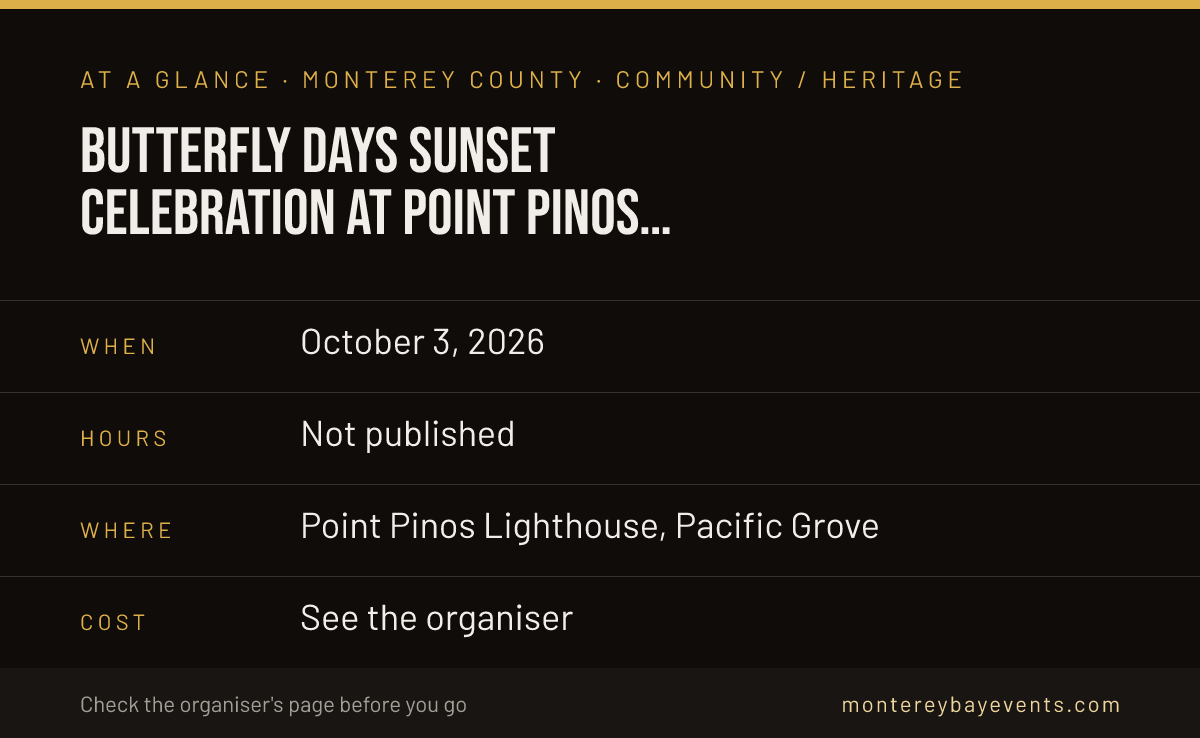 AT A GLANCE · MONTEREY COUNTY · COMMUNITY / HERITAGE
BUTTERFLY DAYS SUNSET
CELEBRATION AT POINT PINOS…
WHEN October 3, 2026
HOURS Not published
WHERE Point Pinos Lighthouse, Pacific Grove
COST See the organiser
Check the organiser's page before you go montereybayevents.com